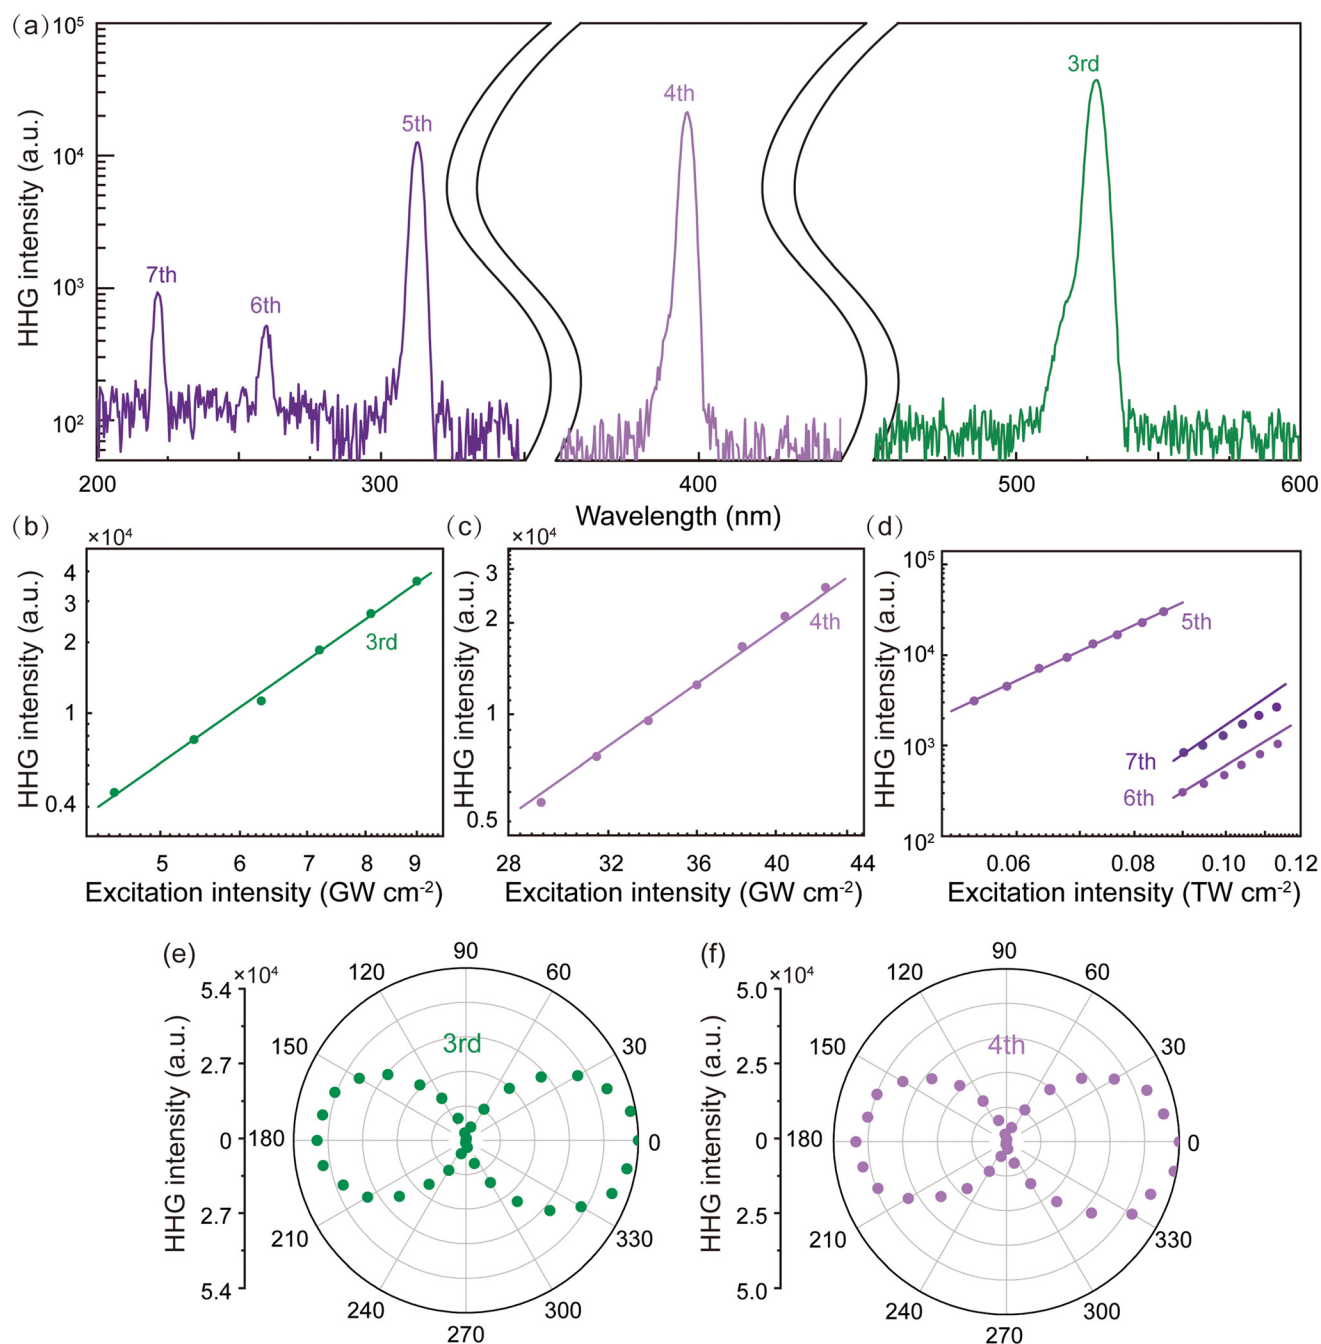 (a)
HHG intensity (a.u.)
10⁵
10⁴
10³
10²
7th
6th
5th
4th
3rd
200
300
400
500
600
Wavelength (nm)
(b)
×10⁴
HHG intensity (a.u.)
4
3
2
1
0.4
3rd
5
6
7
8
9
Excitation intensity (GW cm⁻²)
(c)
×10⁴
HHG intensity (a.u.)
3
2
1
0.5
4th
28
32
36
40
44
Excitation intensity (GW cm⁻²)
(d)
HHG intensity (a.u.)
10⁵
10⁴
10³
10²
5th
7th
6th
0.06
0.08
0.10
0.12
Excitation intensity (TW cm⁻²)
(e)
×10⁴
HHG intensity (a.u.)
HHG intensity (a.u.)
5.4
2.7
0
2.7
5.4
3rd
90
60
30
0
330
300
270
240
210
180
150
120
(f)
×10⁴
HHG intensity (a.u.)
HHG intensity (a.u.)
5.0
2.5
0
2.5
5.0
4th
90
60
30
0
330
300
270
240
210
180
150
120